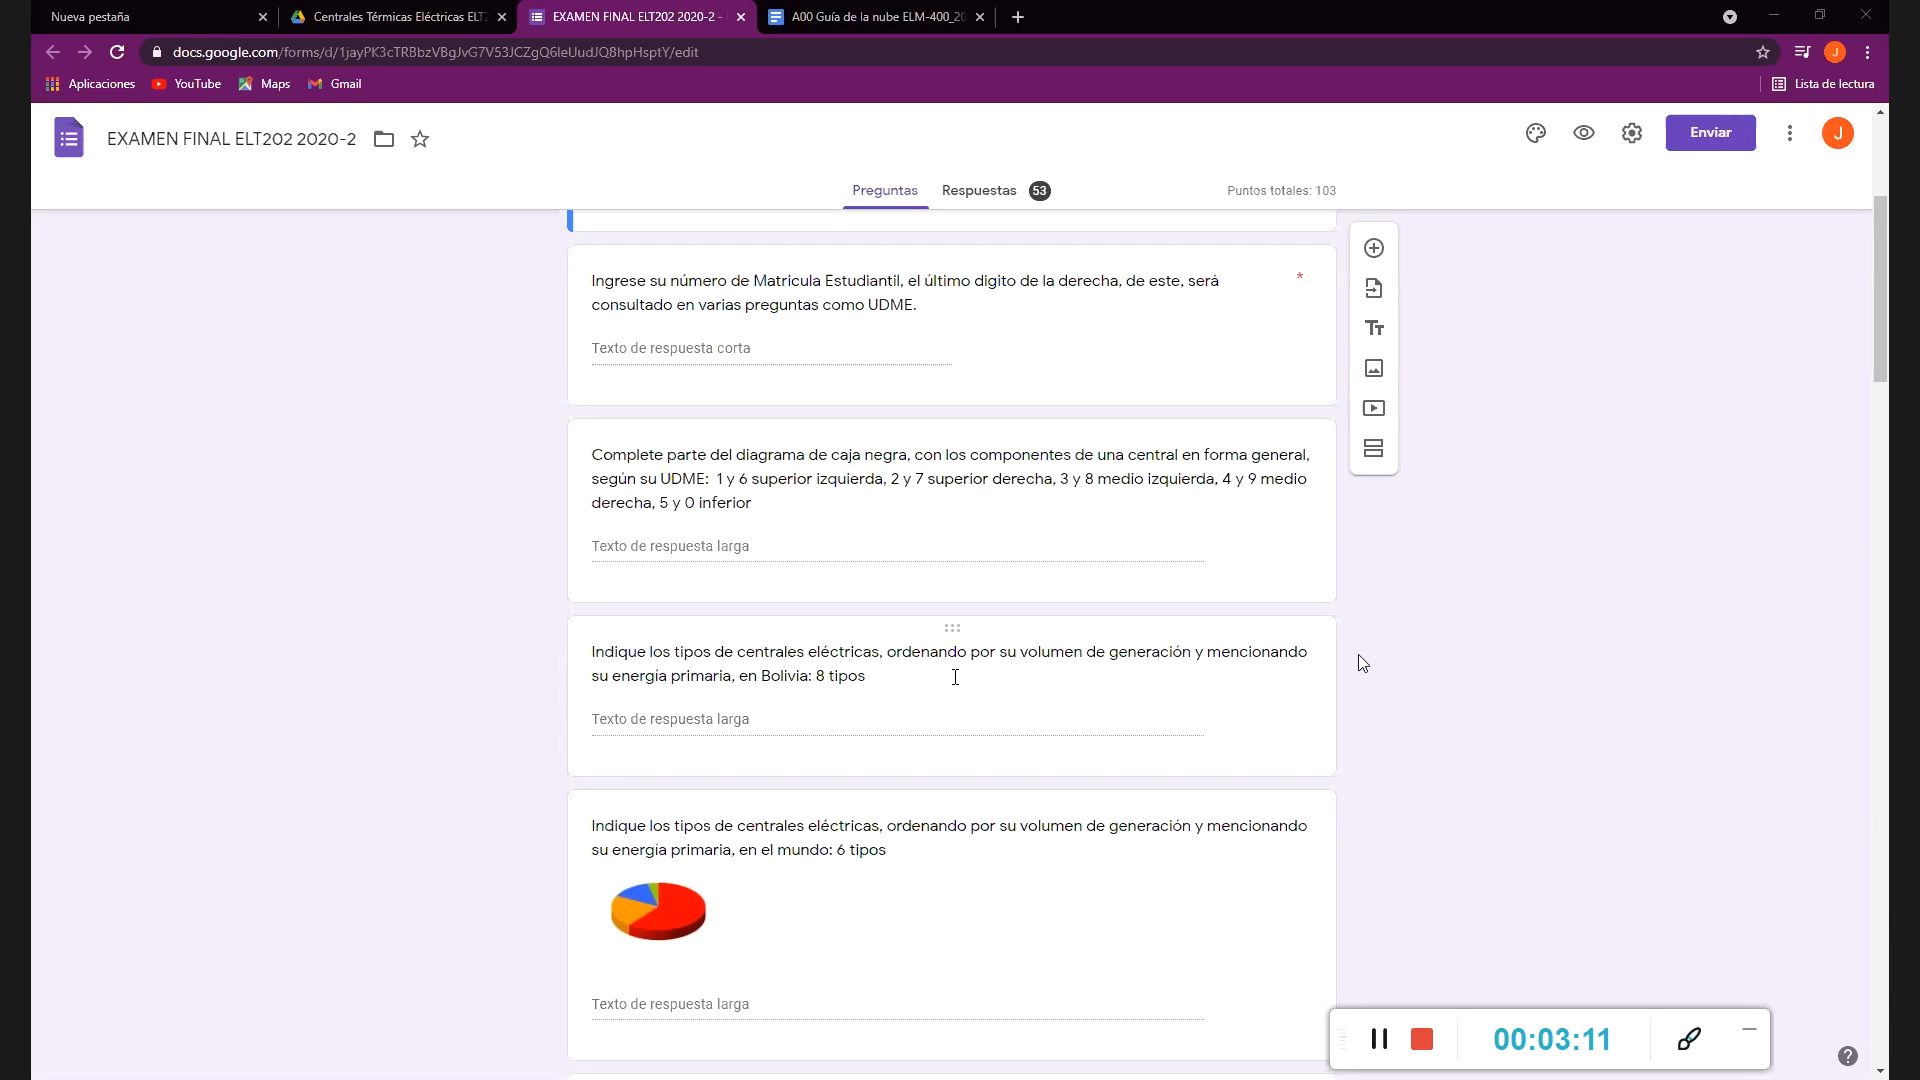 Nueva pestaña
Centrales Térmicas Eléctricas ELT2
EXAMEN FINAL ELT202 2020-2 -
A00 Guía de la nube ELM-400_20
docs.google.com/forms/d/1jayPK3cTRBbzVBgJvG7V53JCZgQ6leUudJQ8hpHsptY/edit
J
Aplicaciones
YouTube
Maps
Gmail
Lista de lectura
EXAMEN FINAL ELT202 2020-2
Enviar
J
Preguntas
Respuestas 53
Puntos totales: 103
Ingrese su número de Matricula Estudiantil, el último digito de la derecha, de este, será *
consultado en varias preguntas como UDME.
Texto de respuesta corta
Complete parte del diagrama de caja negra, con los componentes de una central en forma general,
según su UDME: 1 y 6 superior izquierda, 2 y 7 superior derecha, 3 y 8 medio izquierda, 4 y 9 medio
derecha, 5 y 0 inferior
Texto de respuesta larga
Indique los tipos de centrales eléctricas, ordenando por su volumen de generación y mencionando
su energía primaria, en Bolivia: 8 tipos
Texto de respuesta larga
Indique los tipos de centrales eléctricas, ordenando por su volumen de generación y mencionando
su energía primaria, en el mundo: 6 tipos
Texto de respuesta larga
00:03:11